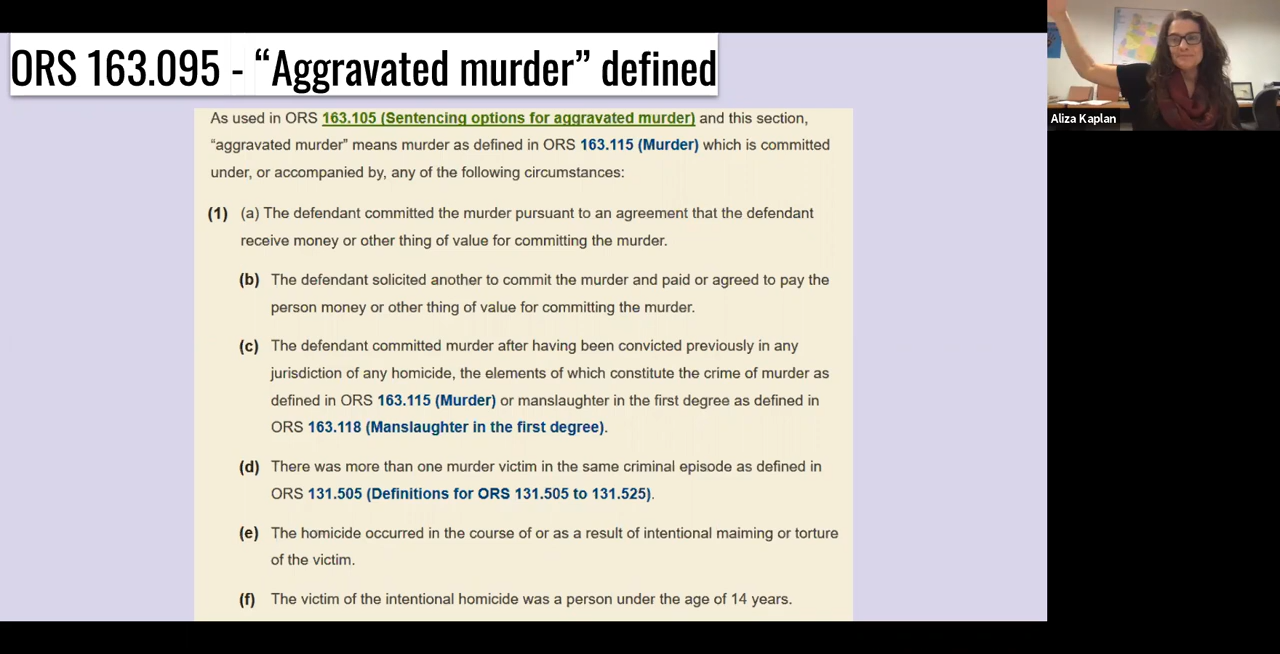 ORS 163.095 - “Aggravated murder” defined
As used in ORS 163.105 (Sentencing options for aggravated murder) and this section,
“aggravated murder” means murder as defined in ORS 163.115 (Murder) which is committed
under, or accompanied by, any of the following circumstances:
(1) (a) The defendant committed the murder pursuant to an agreement that the defendant
receive money or other thing of value for committing the murder.
(b) The defendant solicited another to commit the murder and paid or agreed to pay the
person money or other thing of value for committing the murder.
(c) The defendant committed murder after having been convicted previously in any
jurisdiction of any homicide, the elements of which constitute the crime of murder as
defined in ORS 163.115 (Murder) or manslaughter in the first degree as defined in
ORS 163.118 (Manslaughter in the first degree).
(d) There was more than one murder victim in the same criminal episode as defined in
ORS 131.505 (Definitions for ORS 131.505 to 131.525).
(e) The homicide occurred in the course of or as a result of intentional maiming or torture
of the victim.
(f) The victim of the intentional homicide was a person under the age of 14 years.
Aliza Kaplan